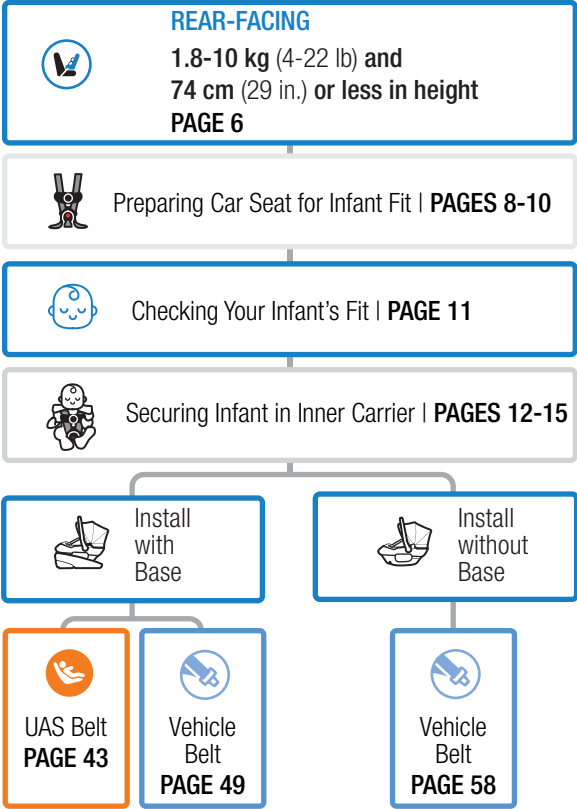 REAR-FACING
1.8-10 kg (4-22 lb) and
74 cm (29 in.) or less in height
PAGE 6
Preparing Car Seat for Infant Fit | PAGES 8-10
Checking Your Infant's Fit | PAGE 11
Securing Infant in Inner Carrier | PAGES 12-15
Install
with
Base
Install
without
Base
UAS Belt
PAGE 43
Vehicle
Belt
PAGE 49
Vehicle
Belt
PAGE 58